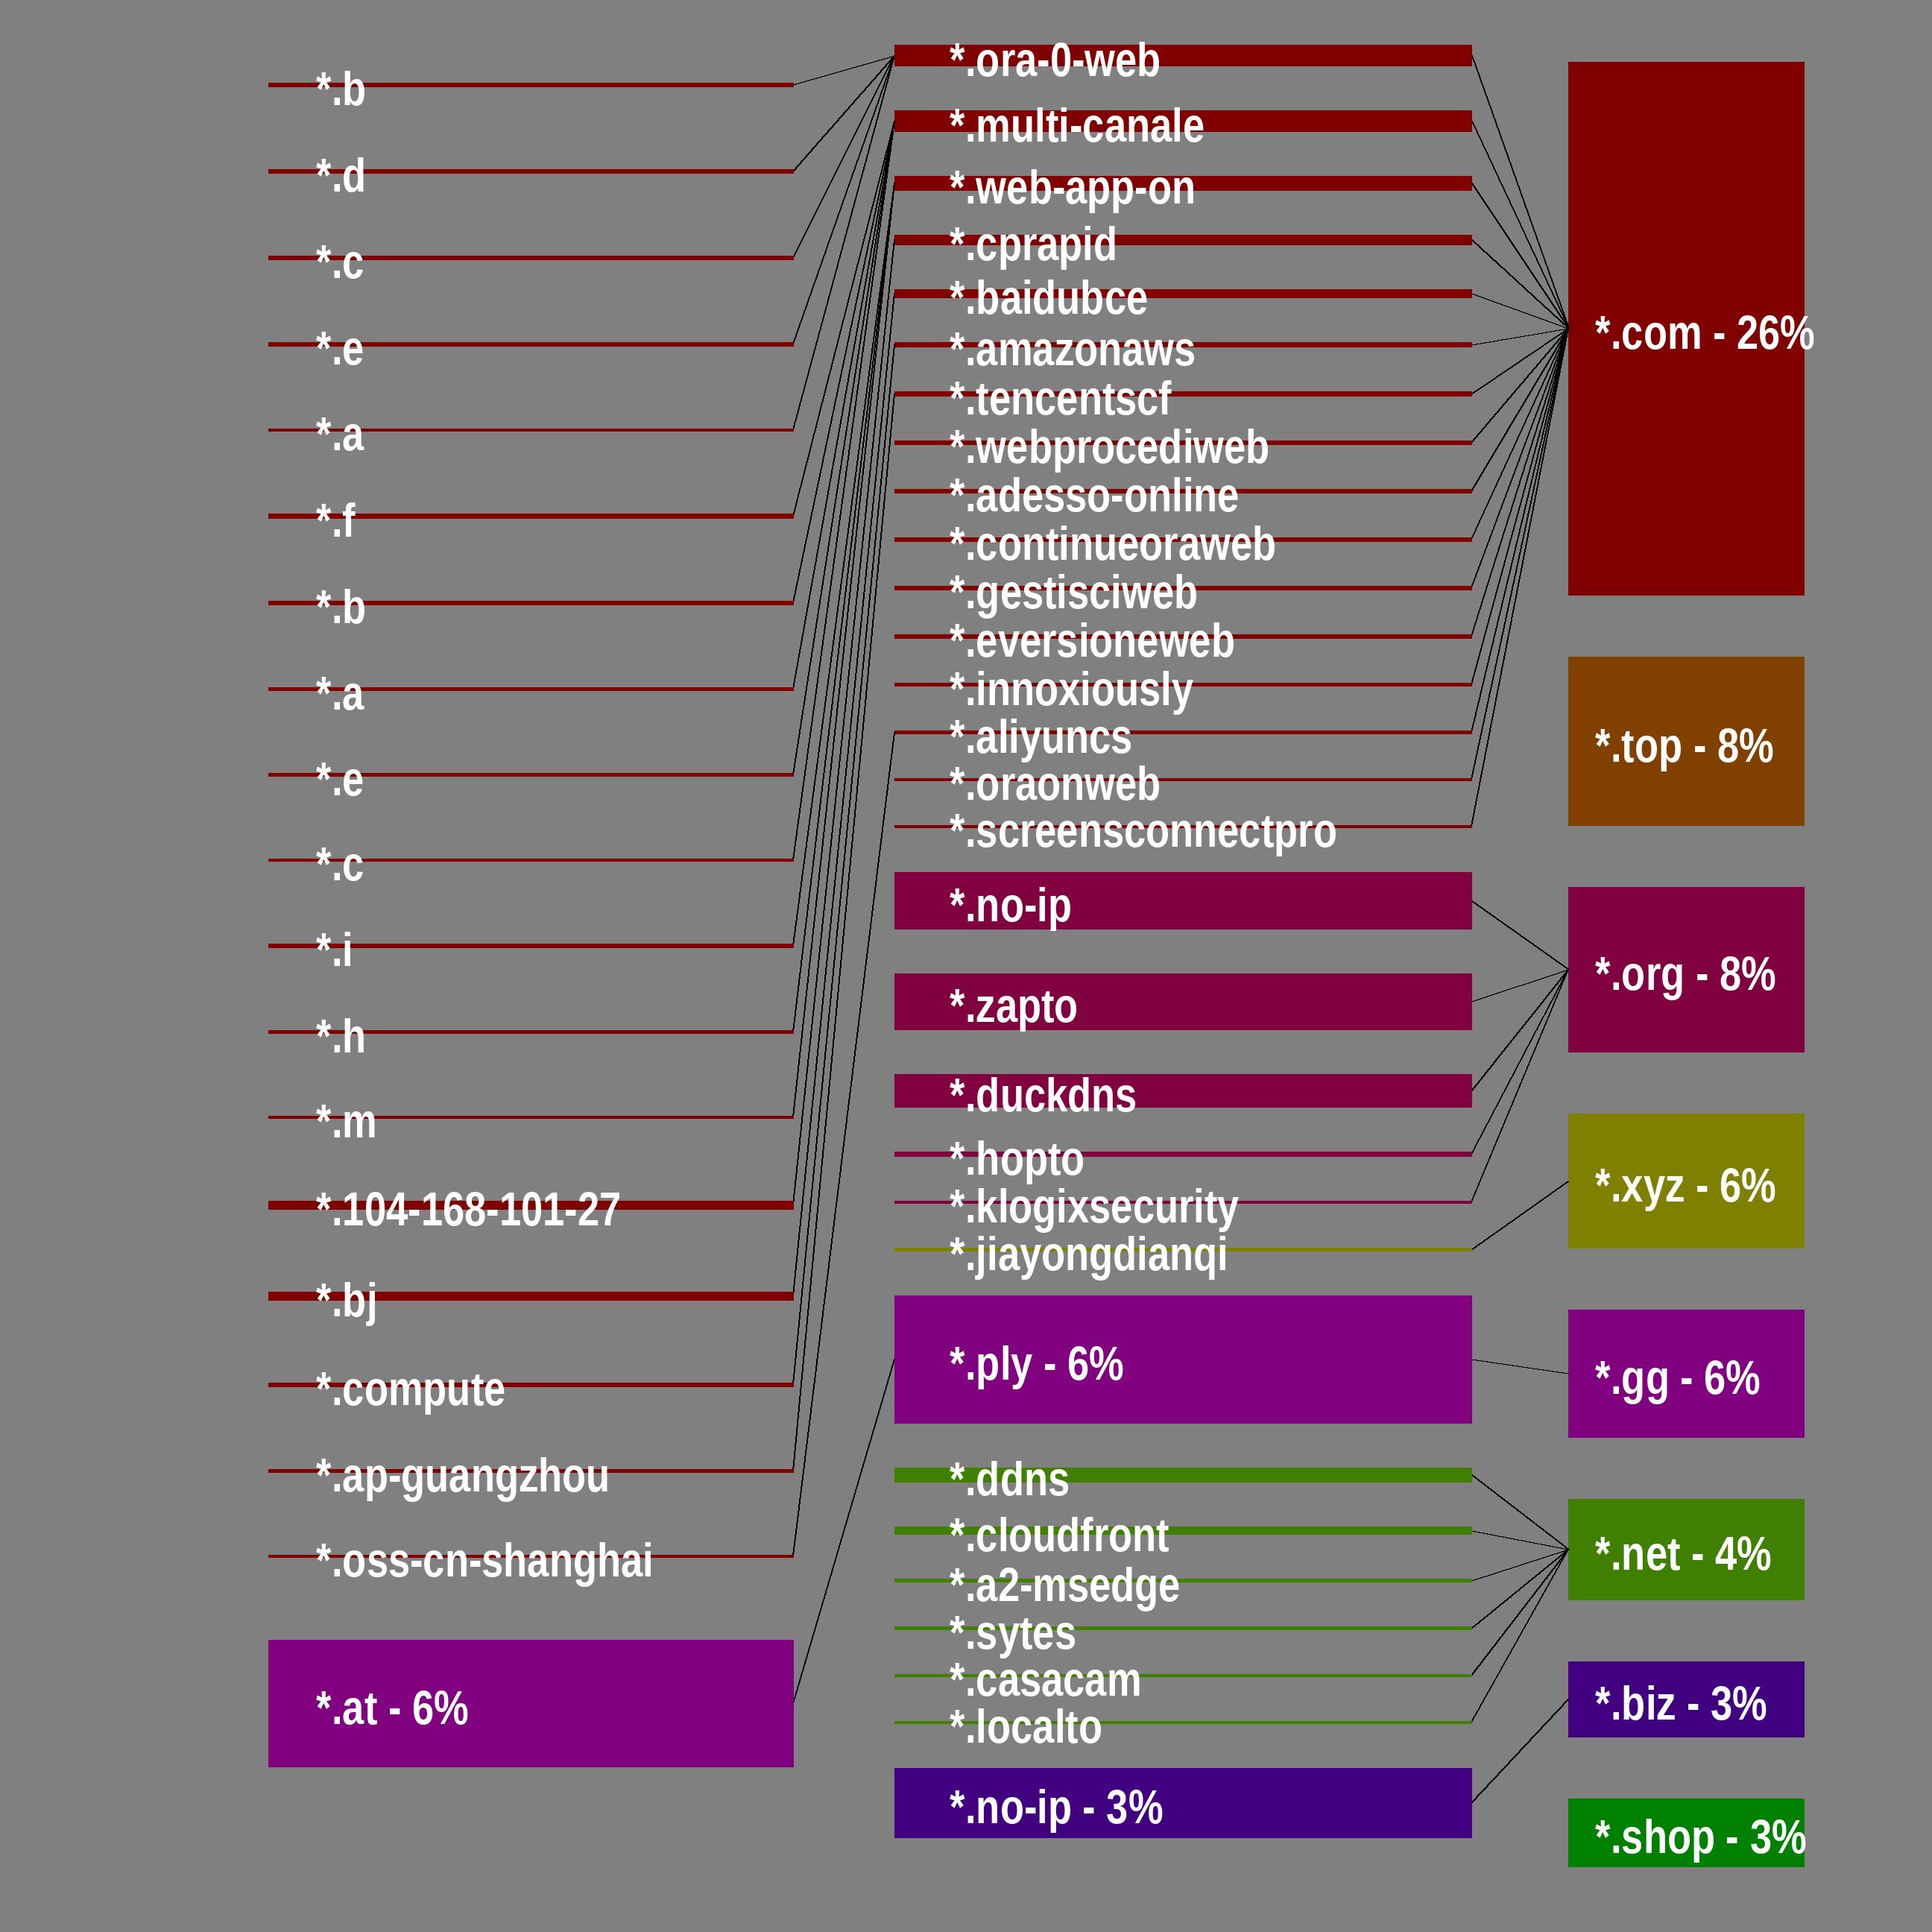 *.b
*.d
*.c
*.e
*.a
*.f
*.b
*.a
*.e
*.c
*.i
*.h
*.m
*.104-168-101-27
*.bj
*.compute
*.ap-guangzhou
*.oss-cn-shanghai
*.at - 6%
*.ora-0-web
*.multi-canale
*.web-app-on
*.cprapid
*.baidubce
*.amazonaws
*.tencentscf
*.webprocediweb
*.adesso-online
*.continueoraweb
*.gestisciweb
*.eversioneweb
*.innoxiously
*.aliyuncs
*.oraonweb
*.screensconnectpro
*.no-ip
*.zapto
*.duckdns
*.hopto
*.klogixsecurity
*.jiayongdianqi
*.ply - 6%
*.ddns
*.cloudfront
*.a2-msedge
*.sytes
*.casacam
*.localto
*.no-ip - 3%
*.com - 26%
*.top - 8%
*.org - 8%
*.xyz - 6%
*.gg - 6%
*.net - 4%
*.biz - 3%
*.shop - 3%